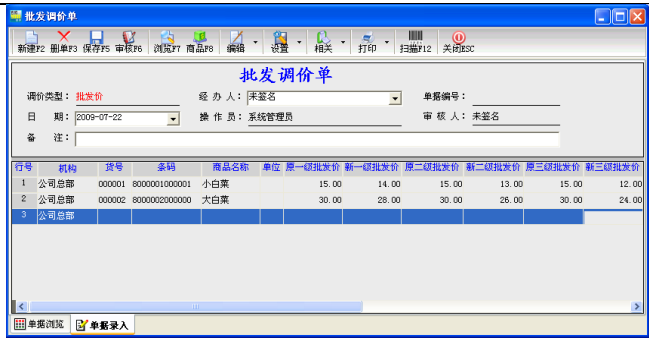 批发调价单
新建F2 删单F3 保存F5 审核F6 浏览F7 商品F8 编辑 设置 相关 打印 扫描F12 关闭ESC
批发调价单
调价类型： 批发价 经 办 人： 未签名 单据编号：
日 期： 2009-07-22 操 作 员： 系统管理员 审 核 人： 未签名
备 注：
行号 机构 货号 条码 商品名称 单位 原一级批发价 新一级批发价 原二级批发价 新二级批发价 原三级批发价 新三级批发价
1 公司总部 000001 8000001000001 小白菜 15.00 14.00 15.00 13.00 15.00 12.00
2 公司总部 000002 8000002000000 大白菜 30.00 28.00 30.00 26.00 30.00 24.00
3 公司总部
单据浏览 单据录入